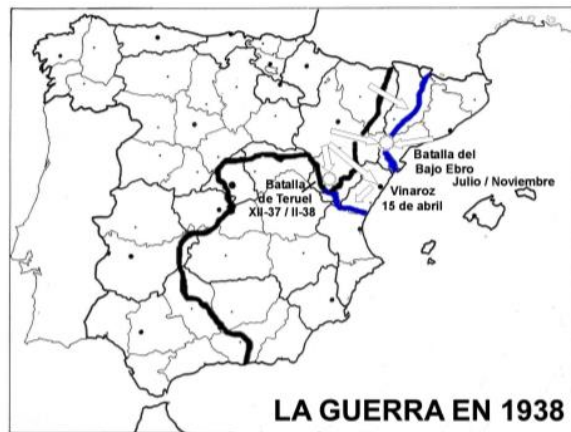 Batalla del
Bajo Ebro
Julio / Noviembre
Batalla
de Teruel
XII-37 / II-38
Vinaroz
15 de abril
LA GUERRA EN 1938